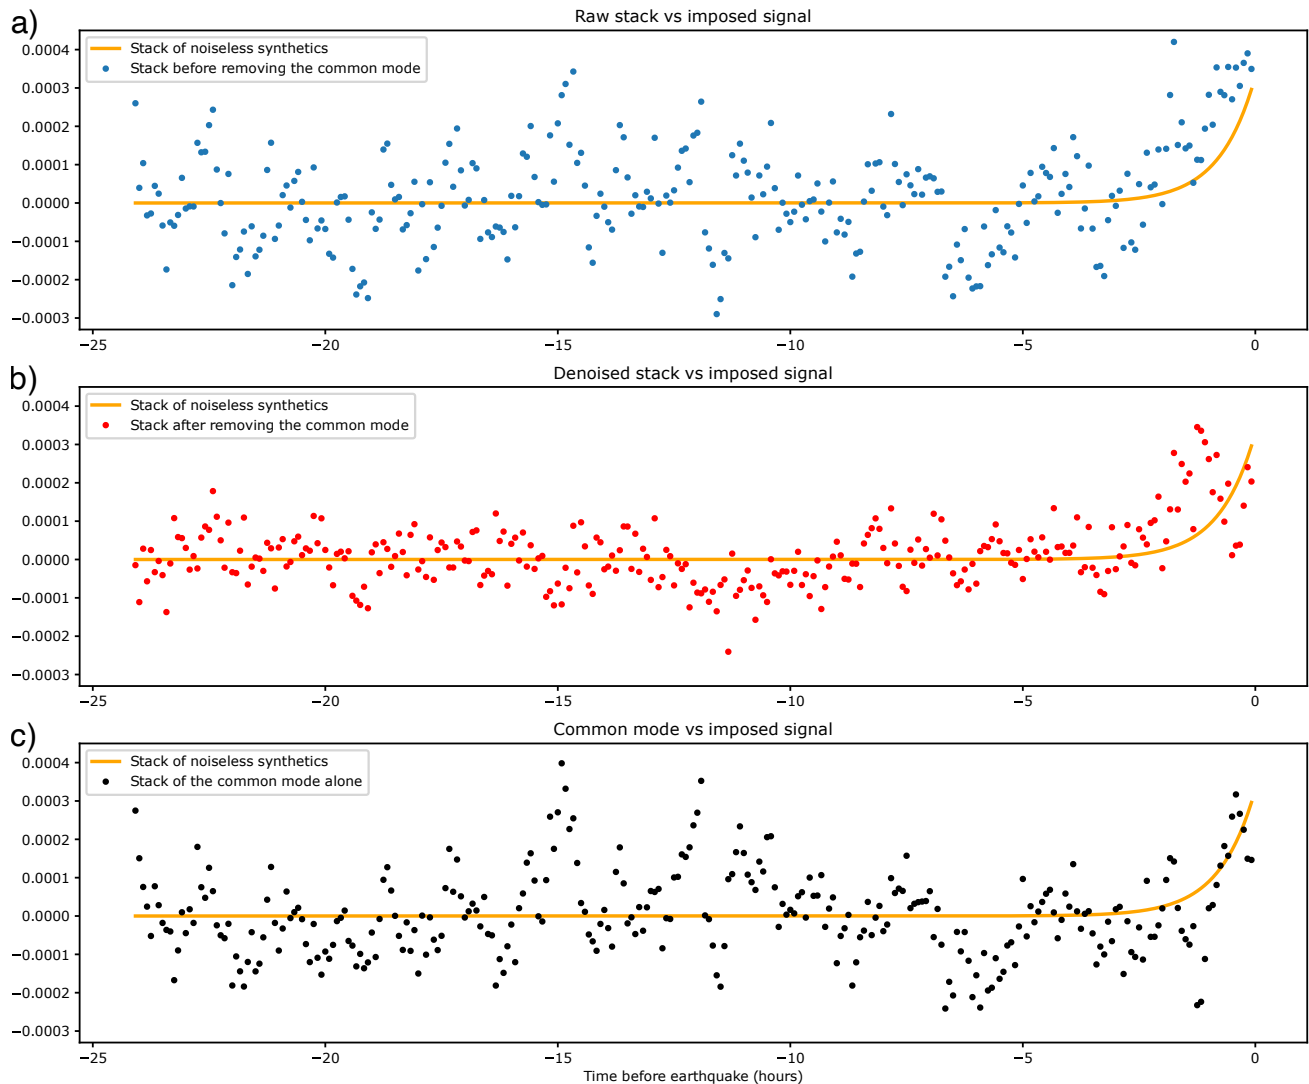 a)
Raw stack vs imposed signal
Stack of noiseless synthetics
Stack before removing the common mode
0.0004
0.0003
0.0002
0.0001
0.0000
−0.0001
−0.0002
−0.0003
−25 −20 −15 −10 −5 0
b)
Denoised stack vs imposed signal
Stack of noiseless synthetics
Stack after removing the common mode
0.0004
0.0003
0.0002
0.0001
0.0000
−0.0001
−0.0002
−0.0003
−25 −20 −15 −10 −5 0
c)
Common mode vs imposed signal
Stack of noiseless synthetics
Stack of the common mode alone
0.0004
0.0003
0.0002
0.0001
0.0000
−0.0001
−0.0002
−0.0003
−25 −20 −15 −10 −5 0
Time before earthquake (hours)